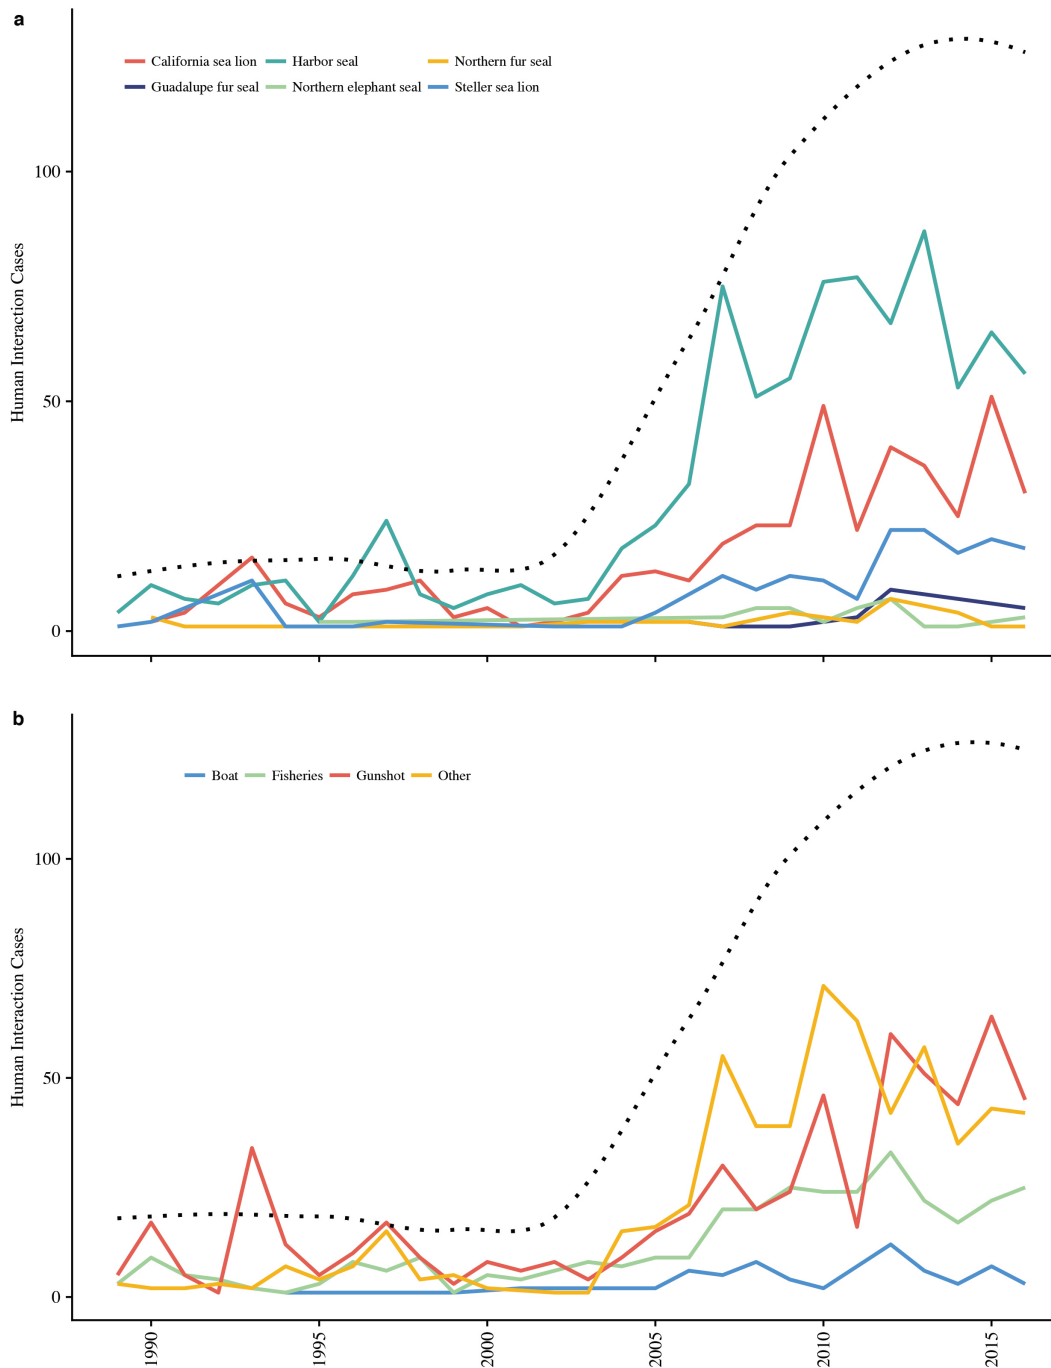 a
California sea lion Harbor seal Northern fur seal
Guadalupe fur seal Northern elephant seal Steller sea lion
100
50
0
Human Interaction Cases
b
Boat Fisheries Gunshot Other
100
50
0
Human Interaction Cases
1990 1995 2000 2005 2010 2015